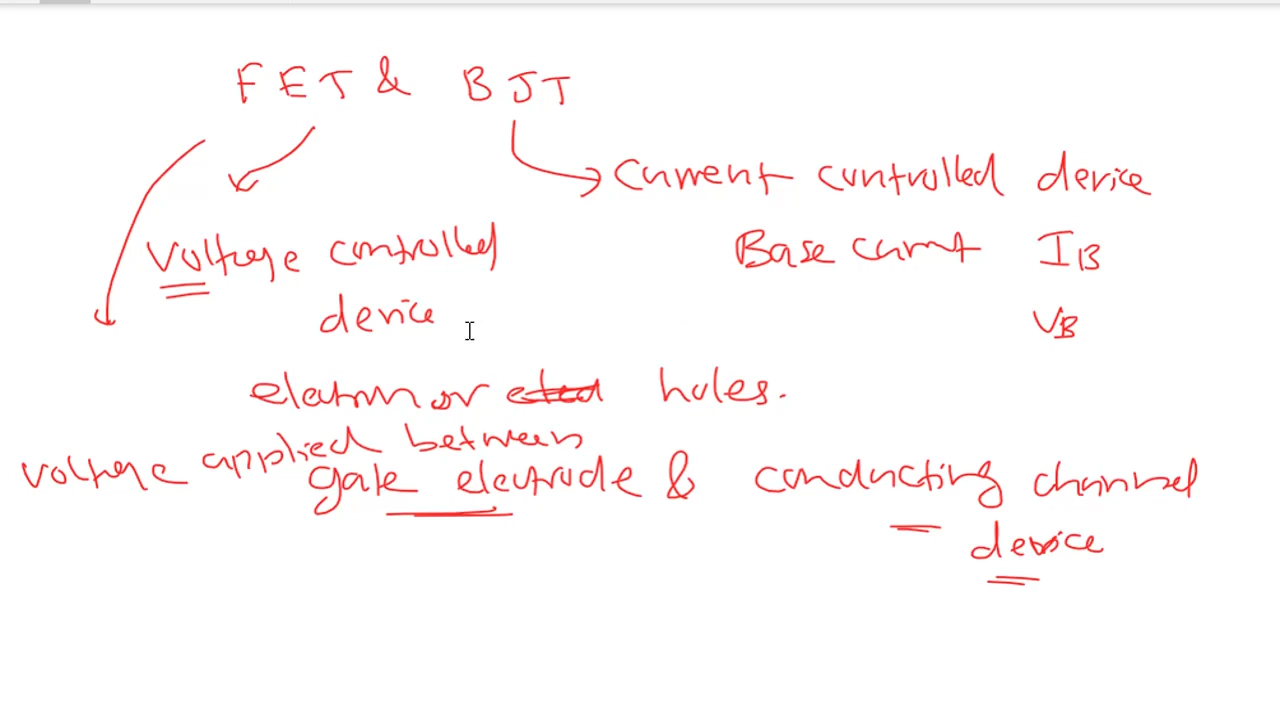 FET & BJT
Current controlled device
Voltage controlled
Base curnt IB
device
VB
electron or holes.
voltage applied between
gate electrode & conducting channel
device